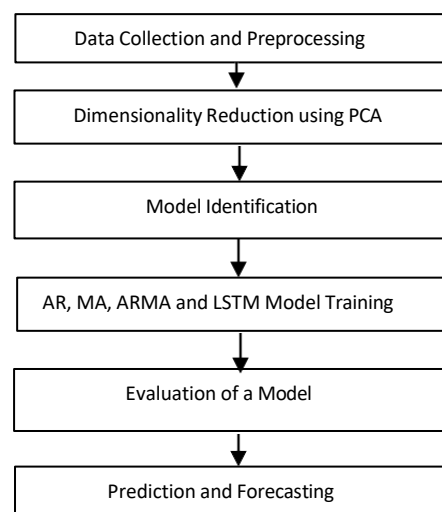 Data Collection and Preprocessing
Dimensionality Reduction using PCA
Model Identification
AR, MA, ARMA and LSTM Model Training
Evaluation of a Model
Prediction and Forecasting